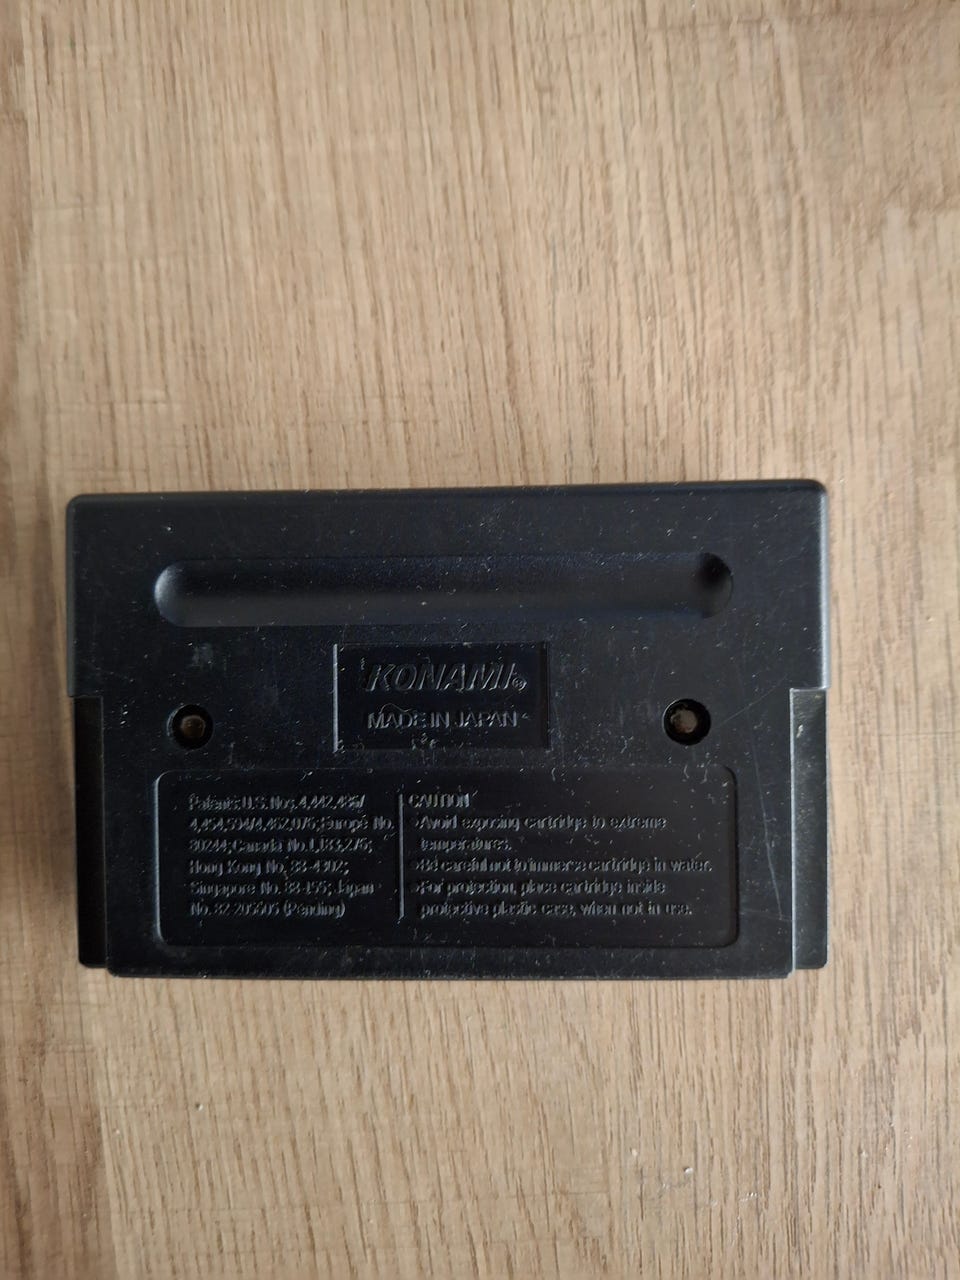 KONAMI®
MADE IN JAPAN
Patents: U.S. Nos. 4,442,486/
4,454,594/4,462,076; Europe No.
80244; Canada No. 1,183,276;
Hong Kong No. 88-4302;
Singapore No. 88-155; Japan
No. 82-205605 (Pending)
CAUTION
•Avoid exposing cartridge to extreme
temperatures.
•Be careful not to immerse cartridge in water.
•For projection, place cartridge inside
protective plastic case, when not in use.